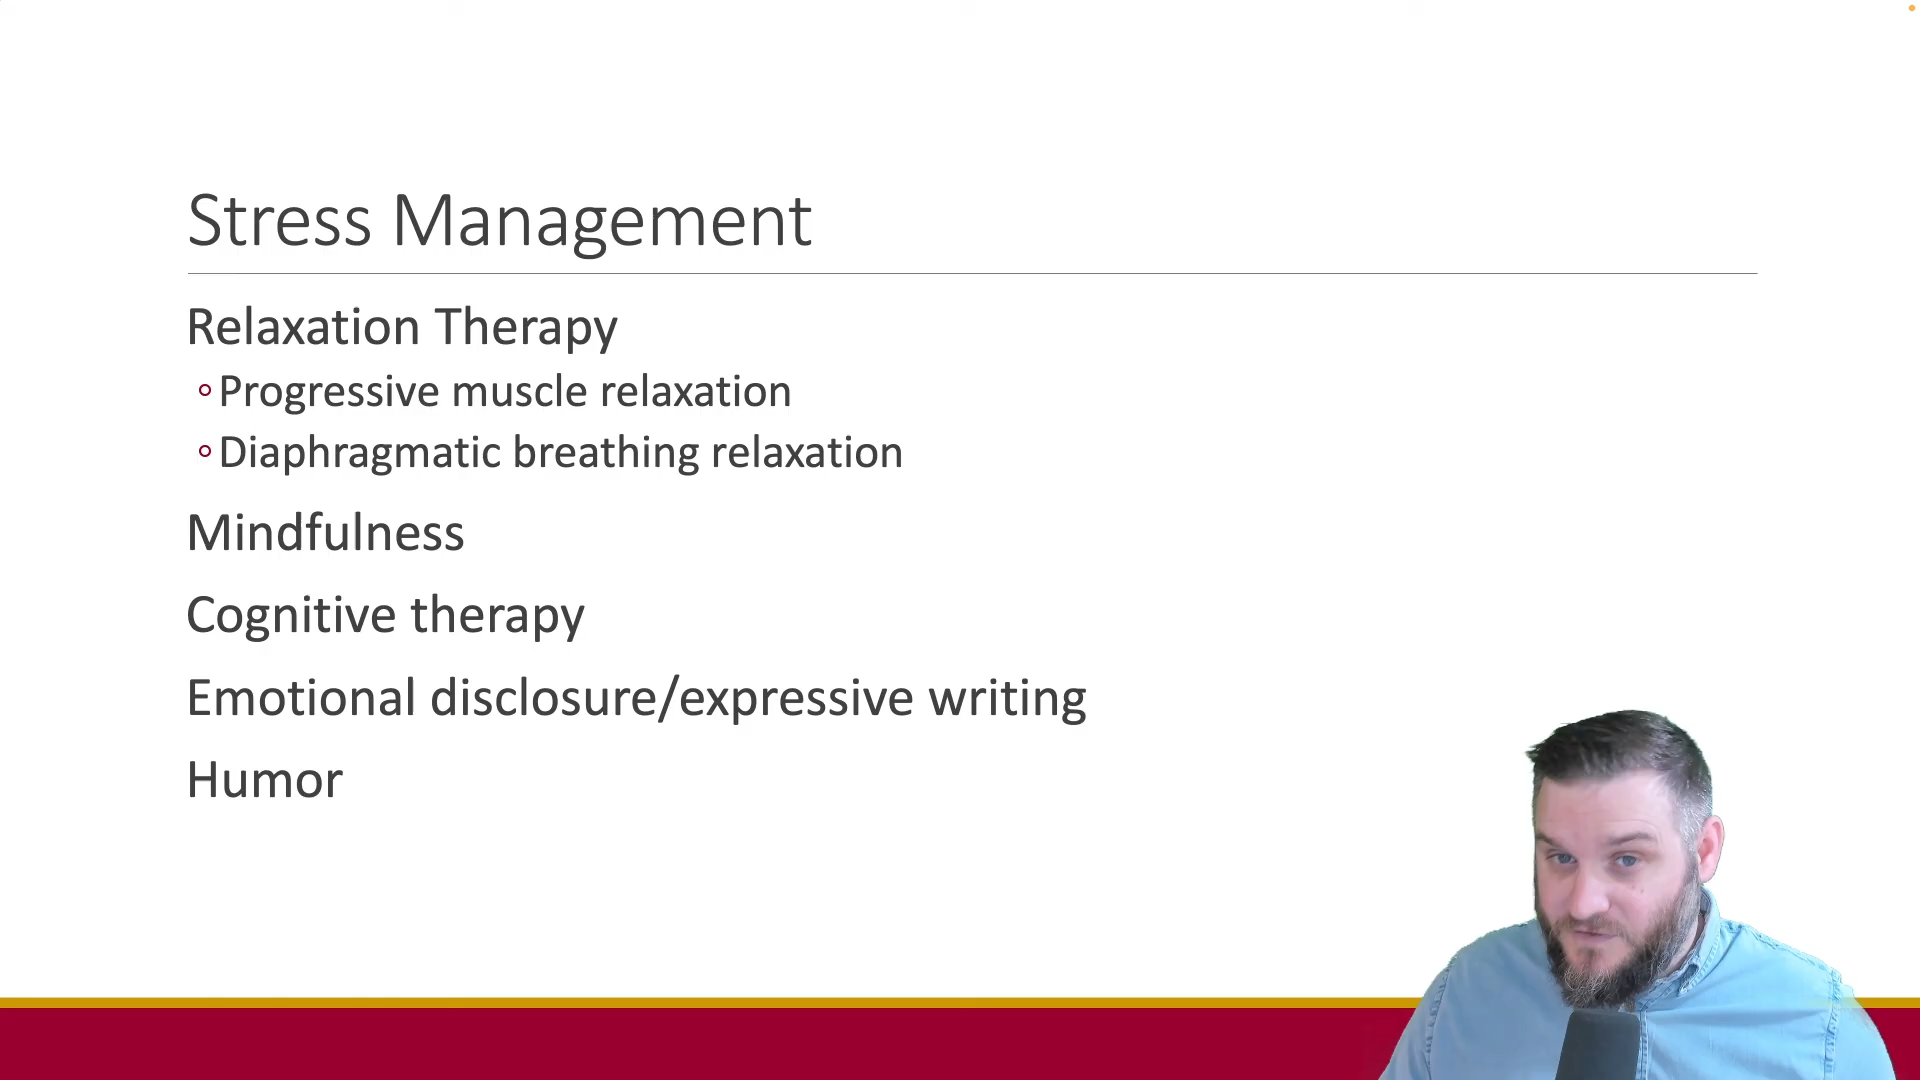 Stress Management
Relaxation Therapy
◦Progressive muscle relaxation
◦Diaphragmatic breathing relaxation
Mindfulness
Cognitive therapy
Emotional disclosure/expressive writing
Humor